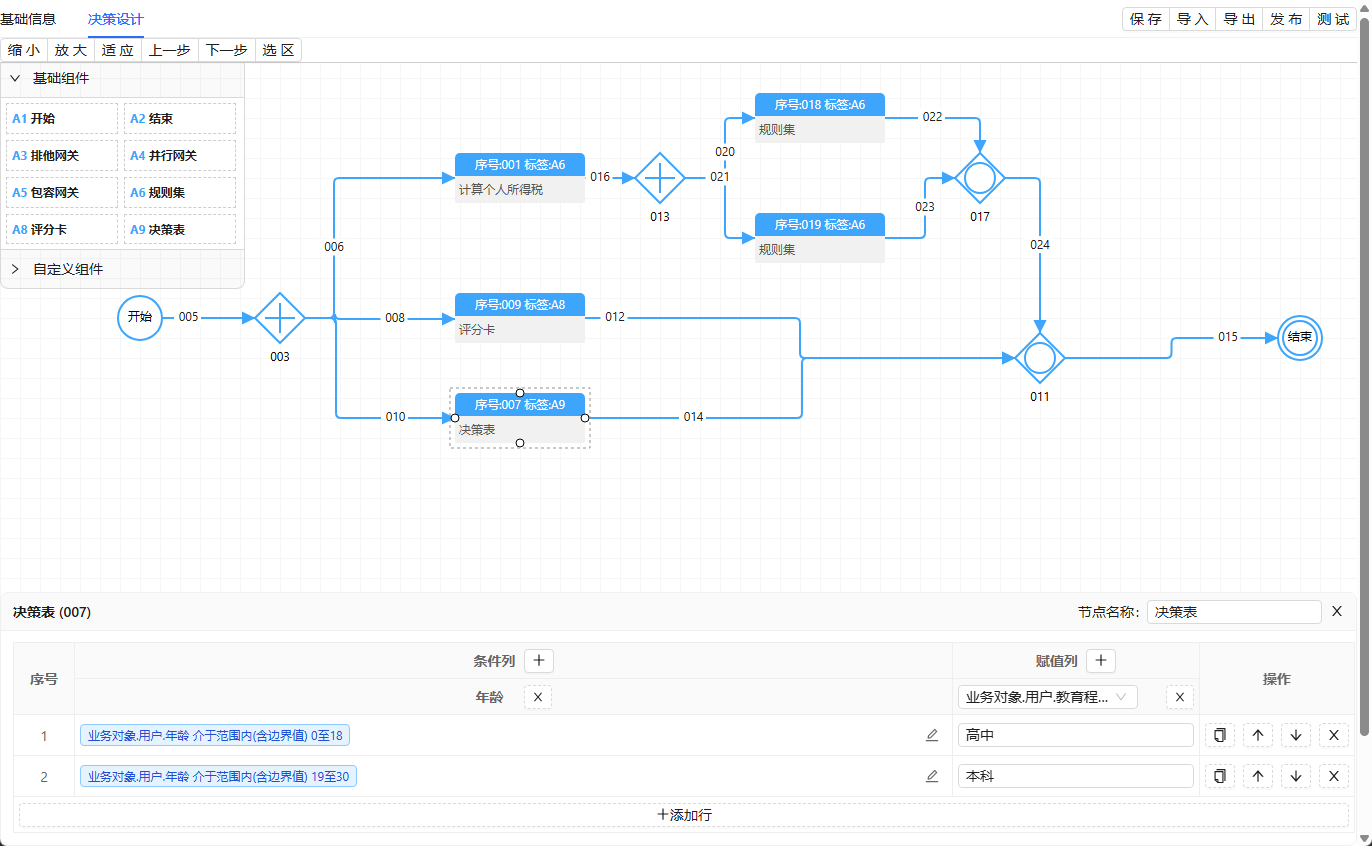 基础信息 决策设计 保存 导入 导出 发布 测试
缩小 放大 适应 上一步 下一步 选区
基础组件
A1 开始 A2 结束
A3 排他网关 A4 并行网关
A5 包容网关 A6 规则集
A8 评分卡 A9 决策表
自定义组件
序号:018 标签:A6
规则集
022
020
序号:001 标签:A6
计算个人所得税
016
021
013
017
023
序号:019 标签:A6
规则集
006
024
开始
005
003
序号:009 标签:A8
评分卡
008
012
015
结束
011
序号:007 标签:A9
决策表
010
014
决策表 (007) 节点名称: 决策表 X
序号 条件列 + 赋值列 + 操作
年龄 X 业务对象.用户.教育程... X
1 业务对象.用户.年龄 介于范围内(含边界值) 0至18 高中 X
2 业务对象.用户.年龄 介于范围内(含边界值) 19至30 本科 X
+添加行